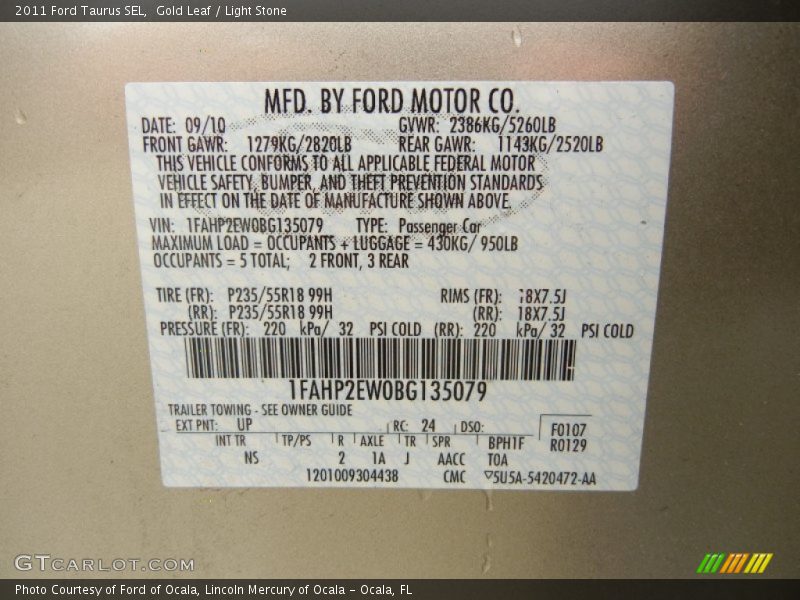 2011 Ford Taurus SEL,  Gold Leaf / Light Stone
MFD. BY FORD MOTOR CO.
DATE: 09/10 GVWR: 2386KG/5260LB
FRONT GAWR: 1279KG/2820LB REAR GAWR: 1143KG/2520LB
THIS VEHICLE CONFORMS TO ALL APPLICABLE FEDERAL MOTOR
VEHICLE SAFETY, BUMPER, AND THEFT PREVENTION STANDARDS
IN EFFECT ON THE DATE OF MANUFACTURE SHOWN ABOVE.
VIN: 1FAHP2EW0BG135079 TYPE: Passenger Car
MAXIMUM LOAD = OCCUPANTS + LUGGAGE = 430KG/ 950LB
OCCUPANTS = 5 TOTAL; 2 FRONT, 3 REAR
TIRE (FR): P235/55R18 99H RIMS (FR): 18X7.5J
(RR): P235/55R18 99H (RR): 18X7.5J
PRESSURE (FR): 220 kPa/ 32 PSI COLD (RR): 220 kPa/ 32 PSI COLD
1FAHP2EW0BG135079
TRAILER TOWING - SEE OWNER GUIDE
EXT PNT: UP RC: 24 DSO: F0107
INT TR TP/PS R AXLE TR SPR BPH1F R0129
NS 2 1A J AACC T0A
1201009304438 CMC ▽5U5A-5420472-AA
GTCARLOT.COM
Photo Courtesy of Ford of Ocala, Lincoln Mercury of Ocala – Ocala, FL